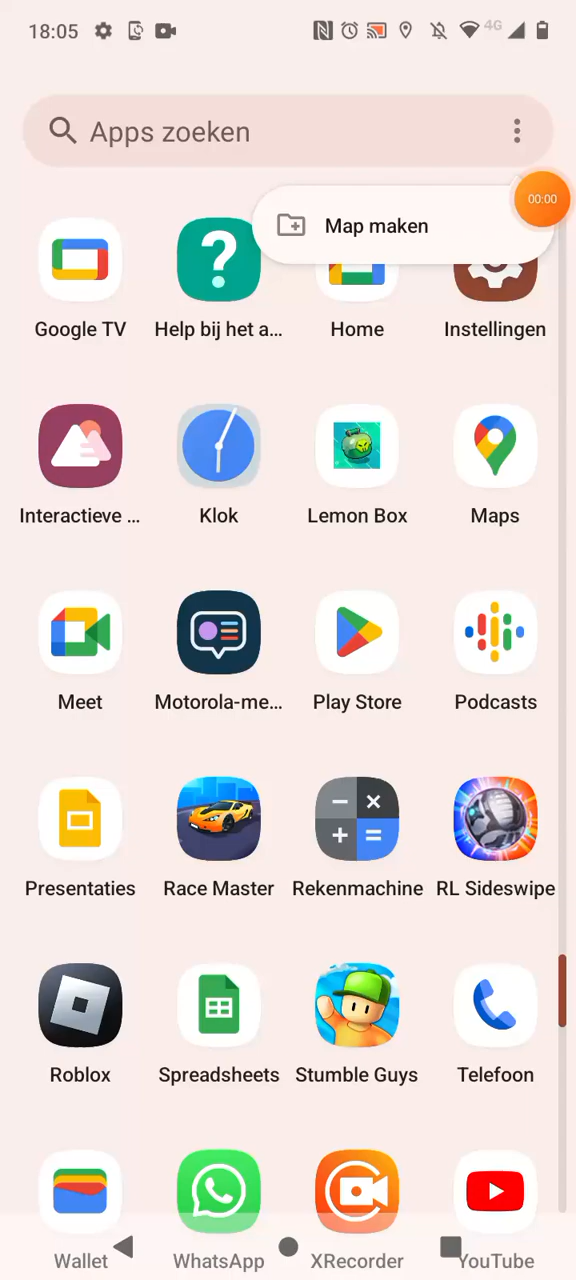 18:05
4G
Apps zoeken
00:00
Map maken
Google TV
Help bij het a...
Home
Instellingen
Interactieve ...
Klok
Lemon Box
Maps
Meet
Motorola-me...
Play Store
Podcasts
Presentaties
Race Master
Rekenmachine
RL Sideswipe
Roblox
Spreadsheets
Stumble Guys
Telefoon
Wallet
WhatsApp
XRecorder
YouTube